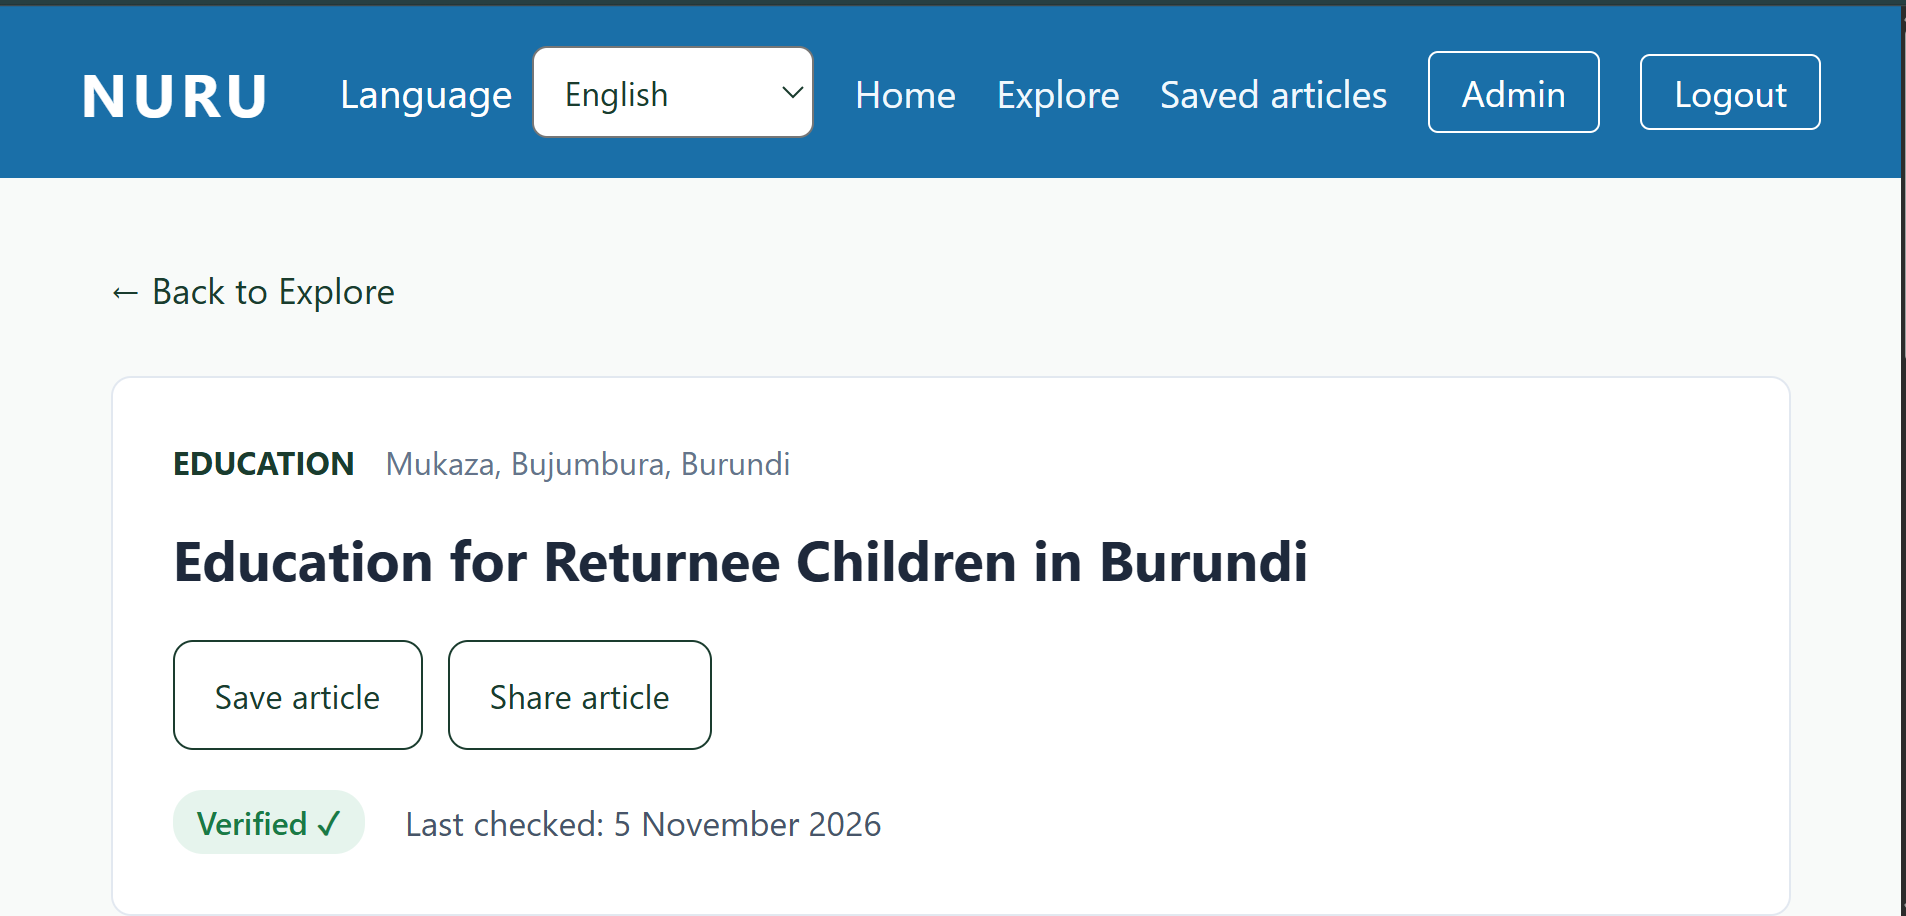 NURU Language English Home Explore Saved articles Admin Logout
← Back to Explore
EDUCATION Mukaza, Bujumbura, Burundi
Education for Returnee Children in Burundi
Save article Share article
Verified ✓ Last checked: 5 November 2026